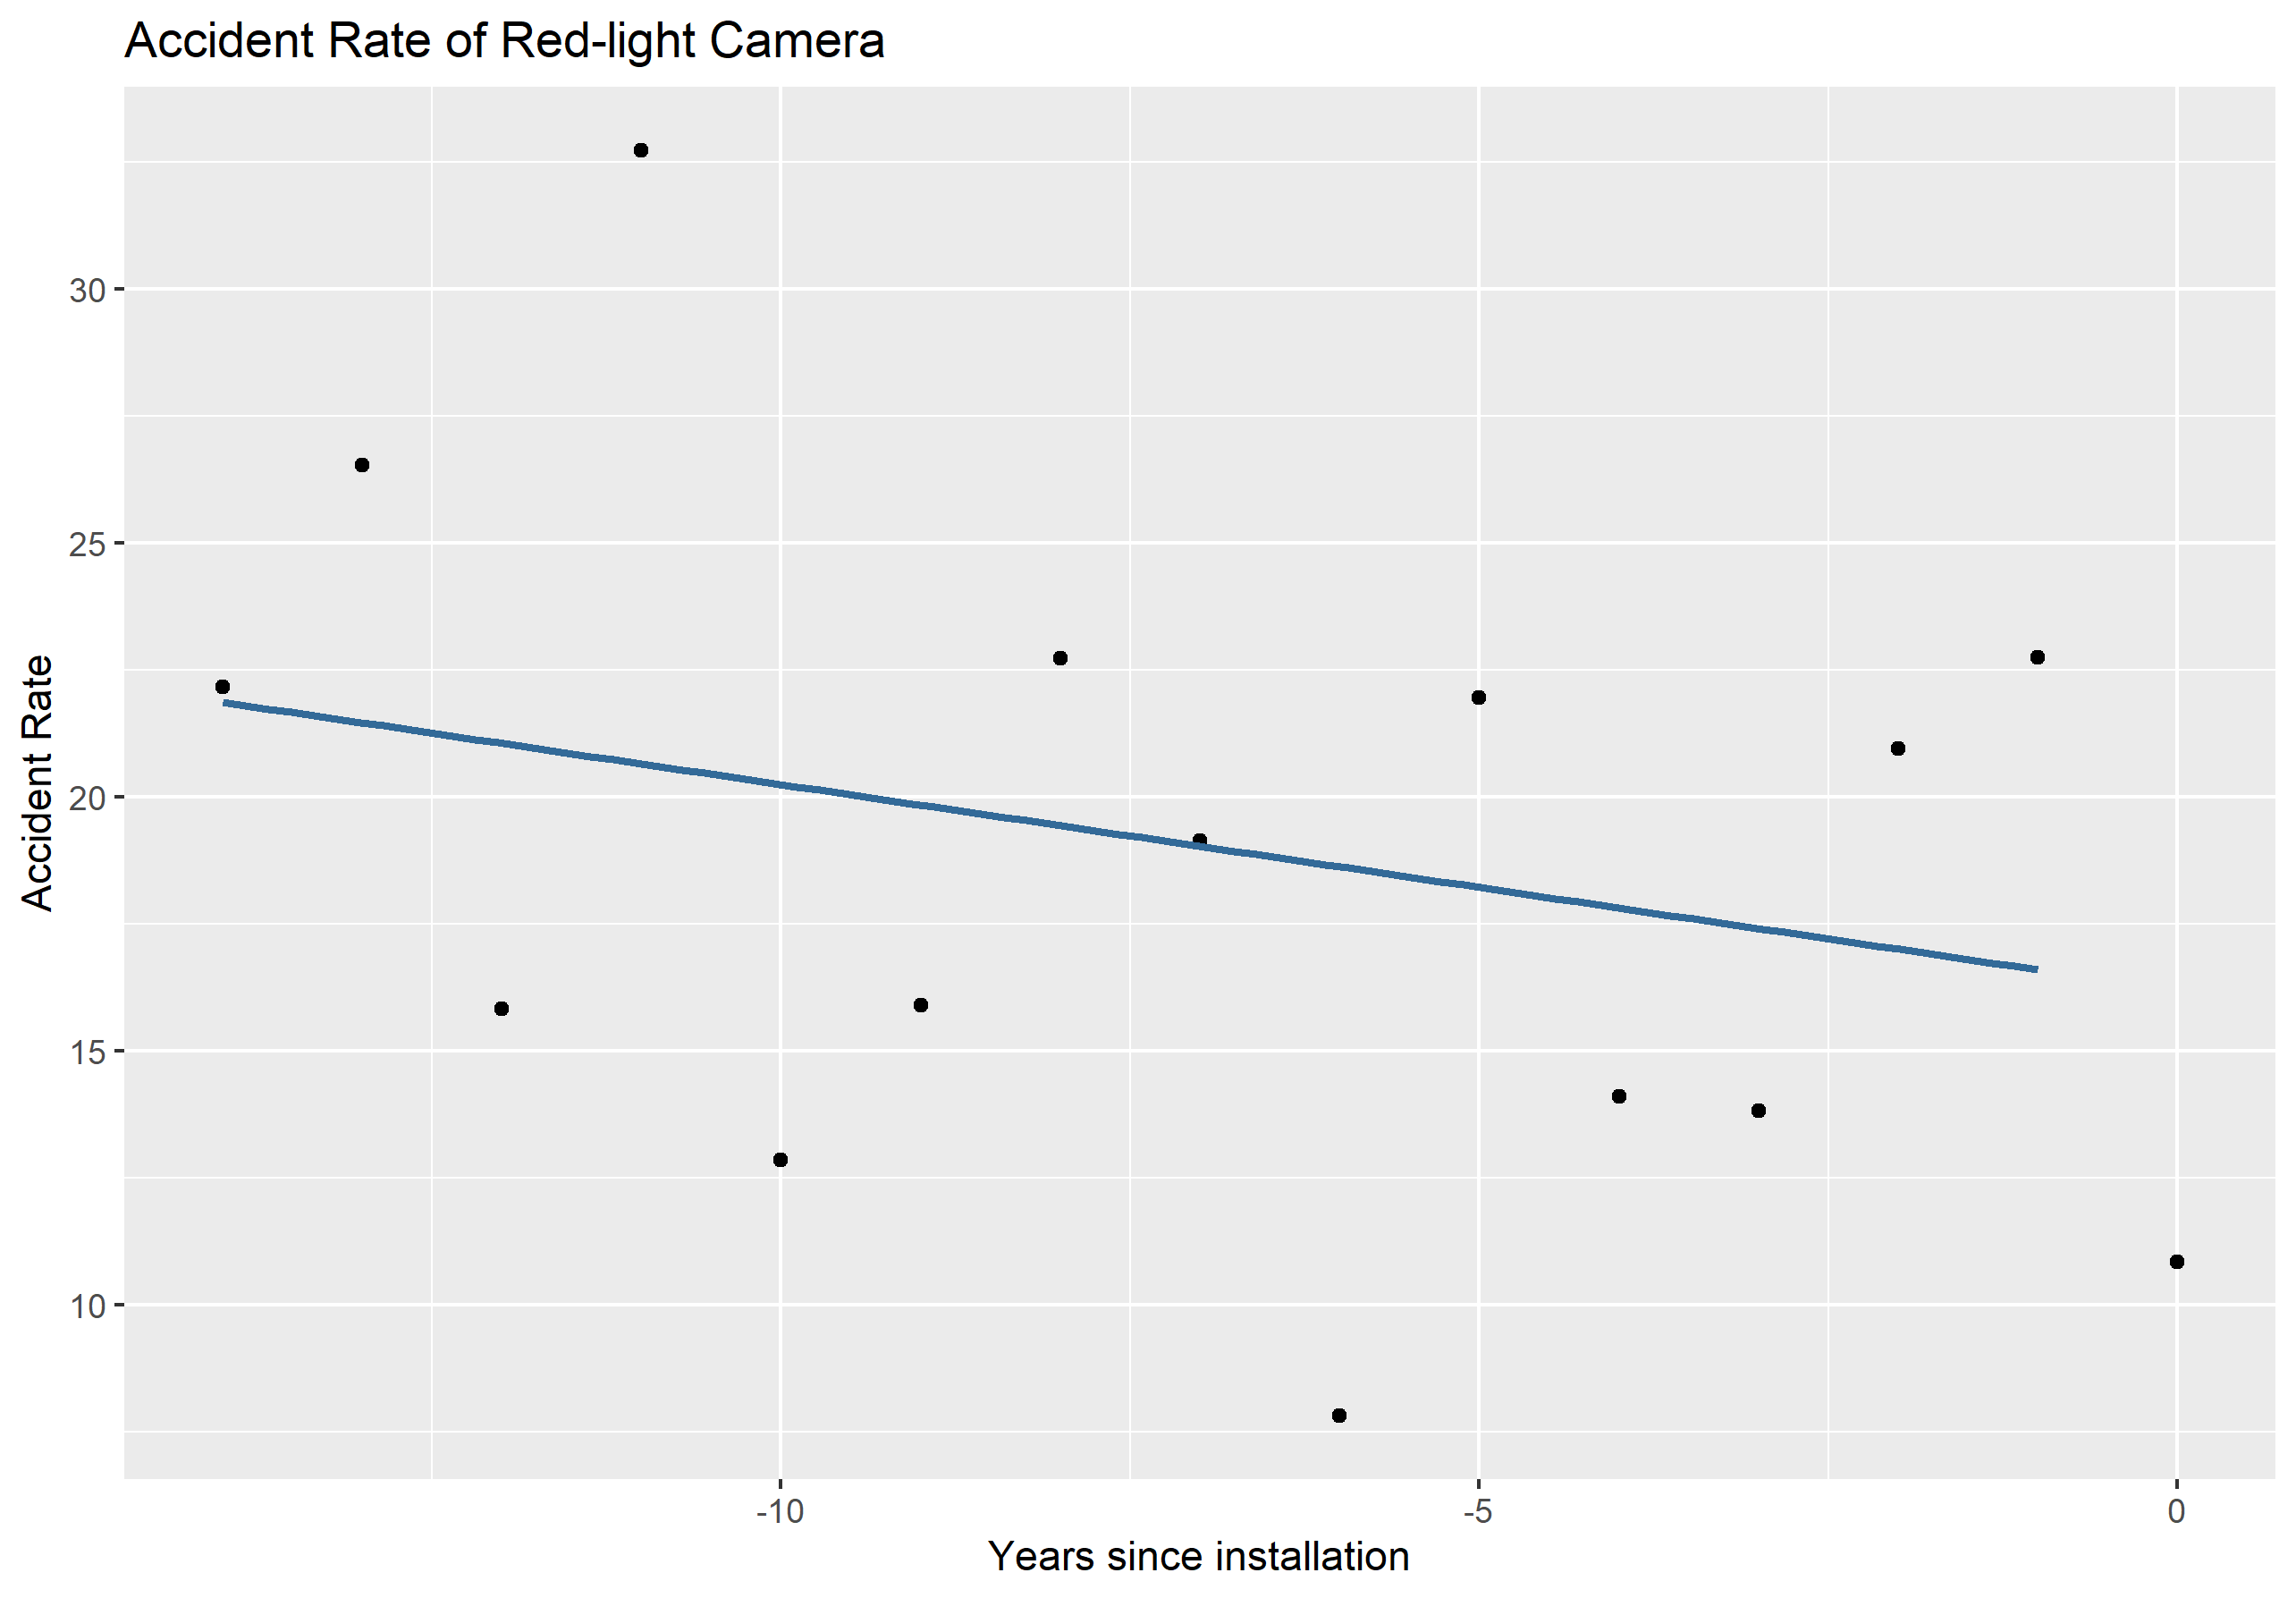 Accident Rate of Red-light Camera
30
25
20
15
10
Accident Rate
-10
-5
0
Years since installation